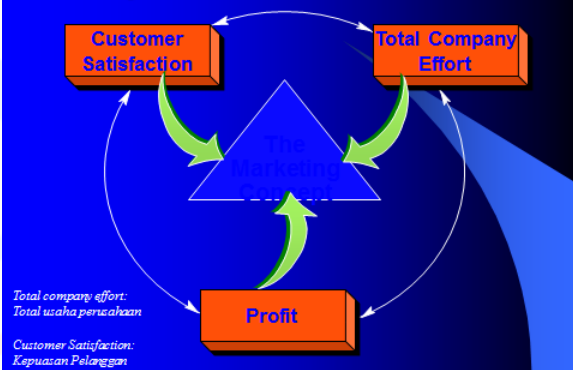 Customer
Satisfaction
Total Company
Effort
The
Marketing
Concept
Profit
Total company effort:
Total usaha perusahaan
Customer Satisfaction:
Kepuasan Pelanggan